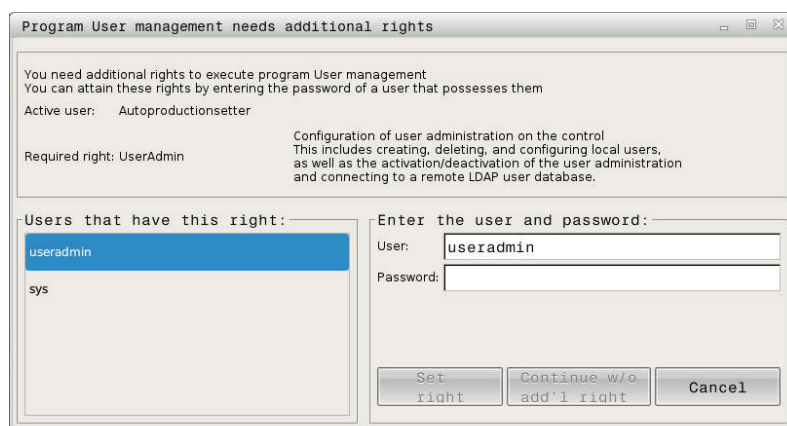 Program User management needs additional rights
You need additional rights to execute program User management
You can attain these rights by entering the password of a user that possesses them
Active user: Autoproductionsetter
Required right: UserAdmin
Configuration of user administration on the control
This includes creating, deleting, and configuring local users,
as well as the activation/deactivation of the user administration
and connecting to a remote LDAP user database.
Users that have this right:
useradmin
sys
Enter the user and password:
User: useradmin
Password:
Set
right
Continue w/o
add'l right
Cancel